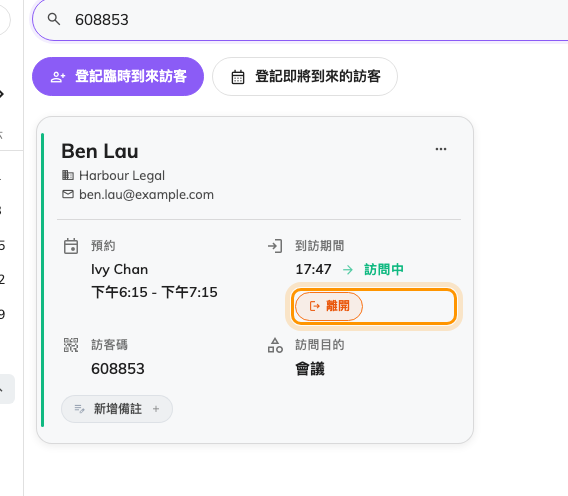 608853
登記臨時到來訪客
登記即將到來的訪客
Ben Lau
Harbour Legal
ben.lau@example.com
預約
Ivy Chan
下午6:15 - 下午7:15
到訪期間
17:47 → 訪問中
離開
訪客碼
608853
訪問目的
會議
新增備註 +